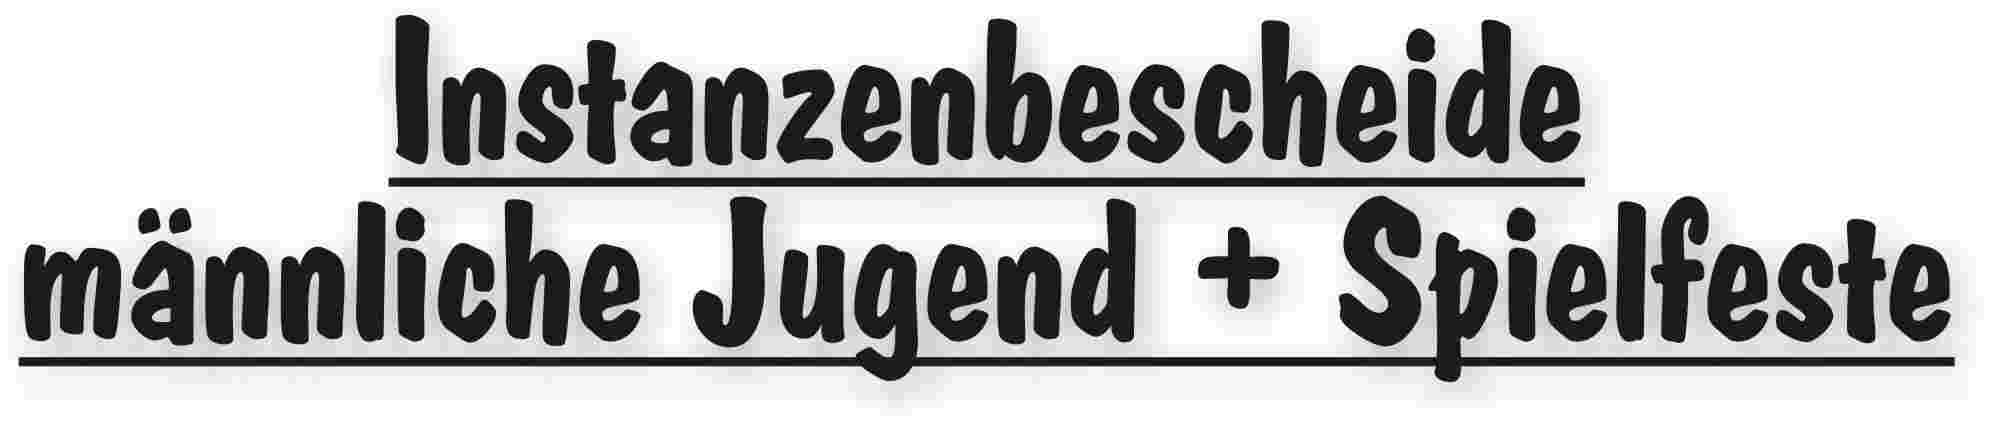 Instanzenbescheide
männliche Jugend + Spielfeste